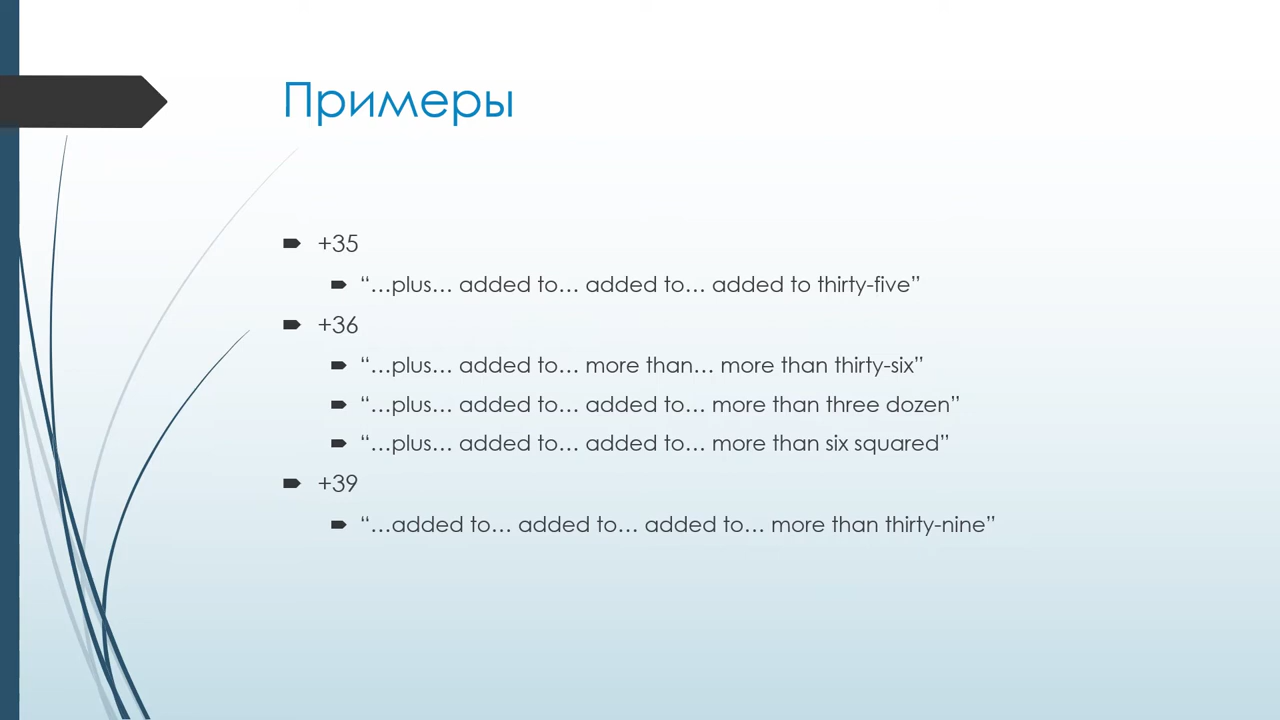 Примеры
+35
“…plus… added to… added to… added to thirty-five”
+36
“…plus… added to… more than… more than thirty-six”
“…plus… added to… added to… more than three dozen”
“…plus… added to… added to… more than six squared”
+39
“…added to… added to… added to… more than thirty-nine”